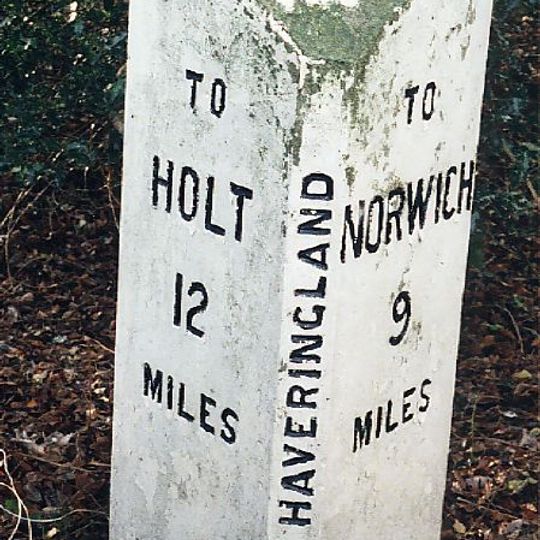 TO
HOLT
12
MILES
HAVERINGLAND
TO
NORWICH
9
MILES